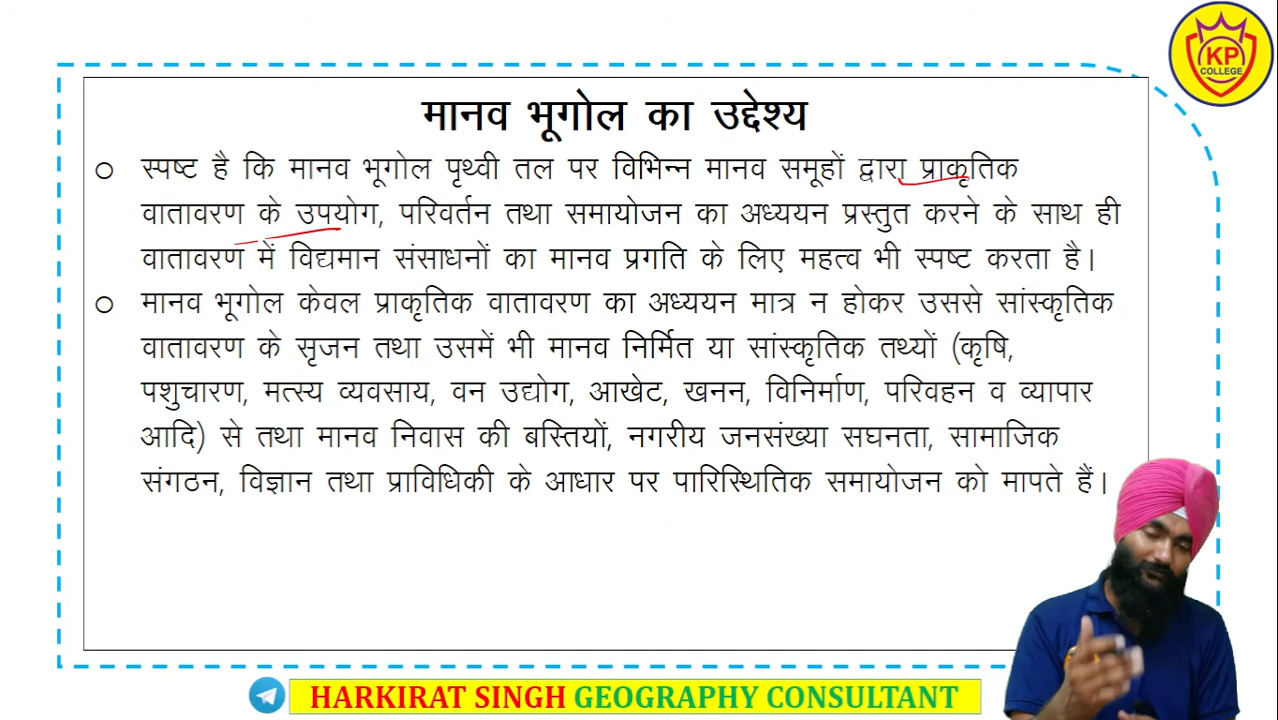 KP
COLLEGE
मानव भूगोल का उद्देश्य
○ स्पष्ट है कि मानव भूगोल पृथ्वी तल पर विभिन्न मानव समूहों द्वारा प्राकृतिक
वातावरण के उपयोग, परिवर्तन तथा समायोजन का अध्ययन प्रस्तुत करने के साथ ही
वातावरण में विद्यमान संसाधनों का मानव प्रगति के लिए महत्व भी स्पष्ट करता है।
○ मानव भूगोल केवल प्राकृतिक वातावरण का अध्ययन मात्र न होकर उससे सांस्कृतिक
वातावरण के सृजन तथा उसमें भी मानव निर्मित या सांस्कृतिक तथ्यों (कृषि,
पशुचारण, मत्स्य व्यवसाय, वन उद्योग, आखेट, खनन, विनिर्माण, परिवहन व व्यापार
आदि) से तथा मानव निवास की बस्तियों, नगरीय जनसंख्या सघनता, सामाजिक
संगठन, विज्ञान तथा प्राविधिकी के आधार पर पारिस्थितिक समायोजन को मापते हैं।
HARKIRAT SINGH GEOGRAPHY CONSULTANT